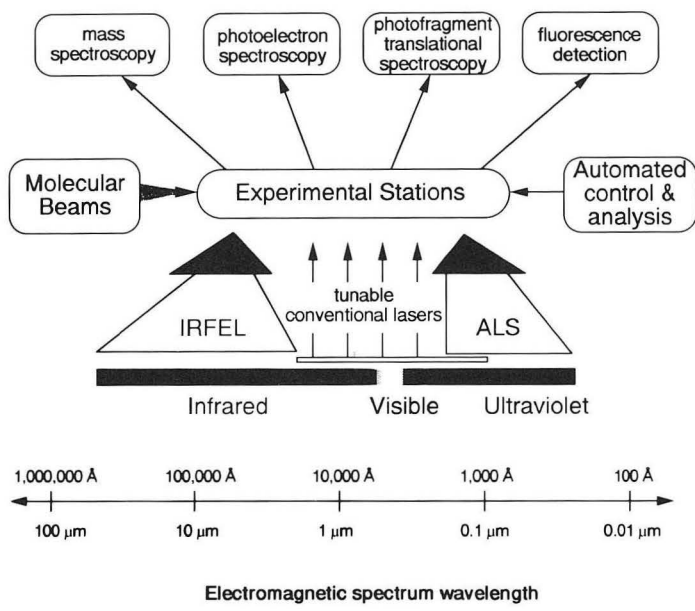 mass
spectroscopy
photoelectron
spectroscopy
photofragment
translational
spectroscopy
fluorescence
detection
Molecular
Beams
Experimental Stations
Automated
control &
analysis
tunable
conventional lasers
IRFEL
ALS
Infrared
Visible
Ultraviolet
1,000,000 Å
100,000 Å
10,000 Å
1,000 Å
100 Å
100 μm
10 μm
1 μm
0.1 μm
0.01 μm
Electromagnetic spectrum wavelength